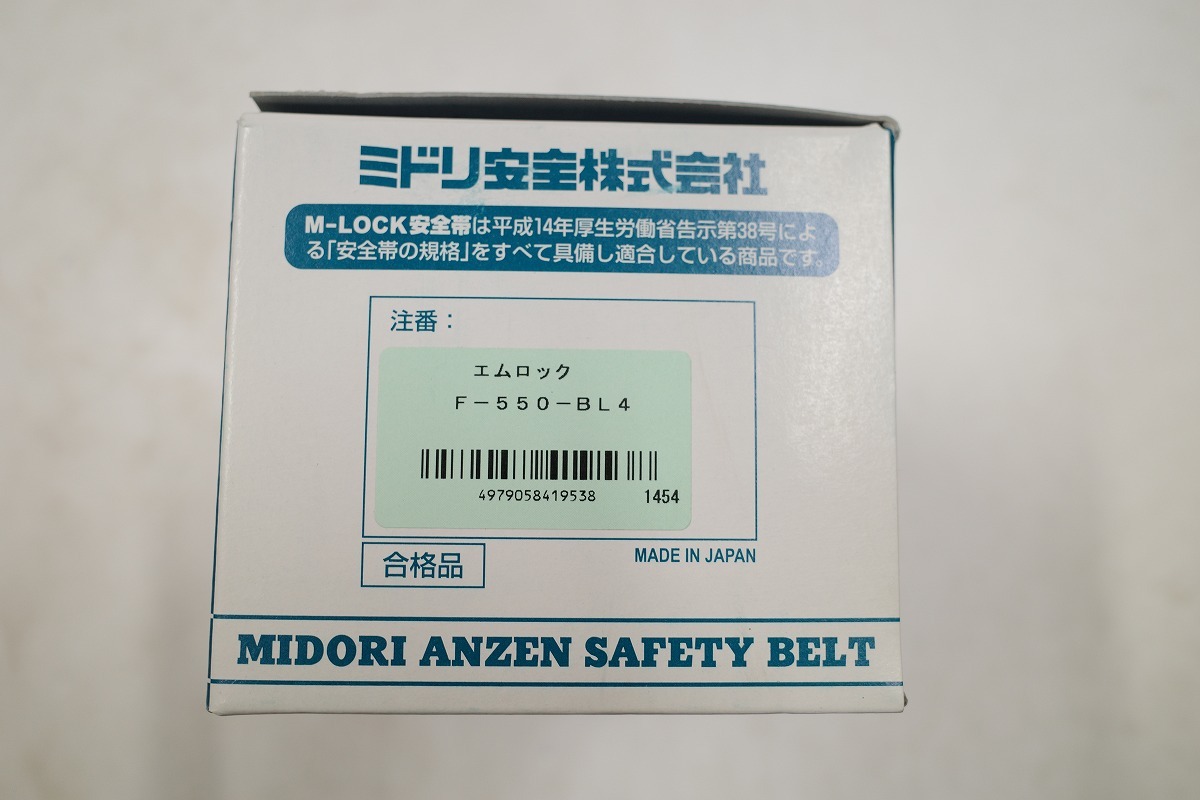 ミドリ安全株式会社
M-LOCK安全帯は平成14年厚生労働省告示第38号によ
る「安全帯の規格」をすべて具備し適合している商品です。
注番：
エムロック
F-550-BL4
4979058419538 1454
合格品
MADE IN JAPAN
MIDORI ANZEN SAFETY BELT